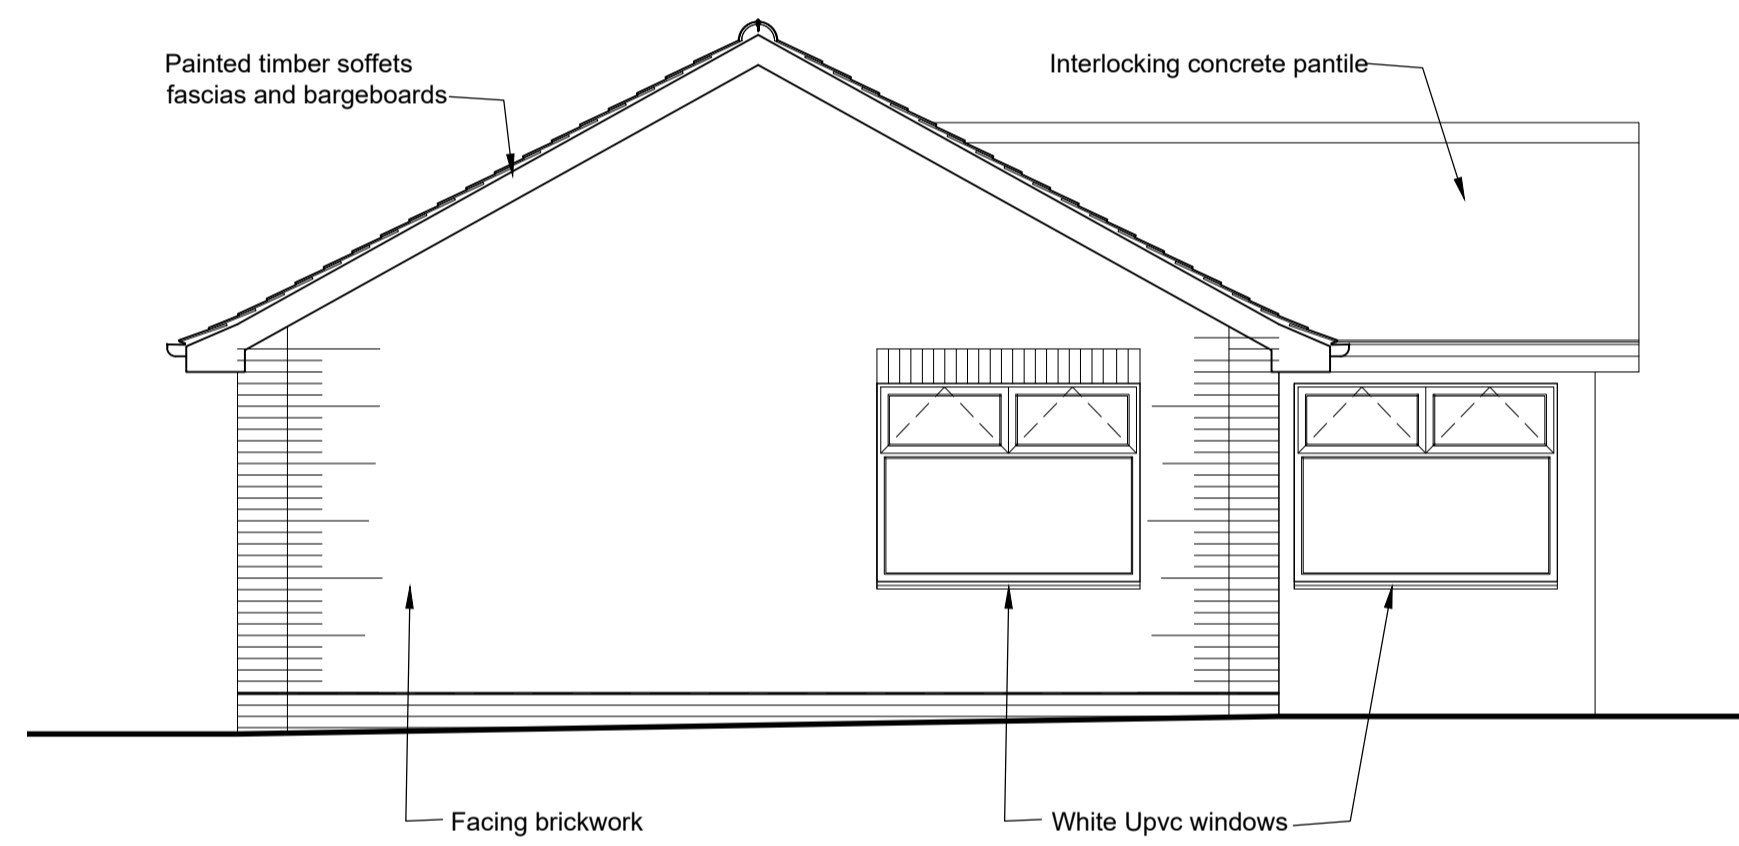 Painted timber soffets
fascias and bargeboards
Interlocking concrete pantile
Facing brickwork
White Upvc windows